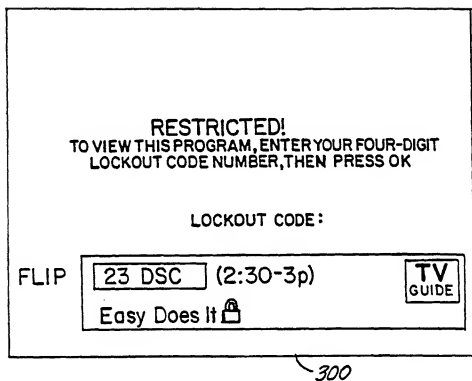 RESTRICTED!
TO VIEW THIS PROGRAM, ENTER YOUR FOUR-DIGIT
LOCKOUT CODE NUMBER, THEN PRESS OK
LOCKOUT CODE:
FLIP
23 DSC (2:30-3p)
TV
GUIDE
Easy Does It
300